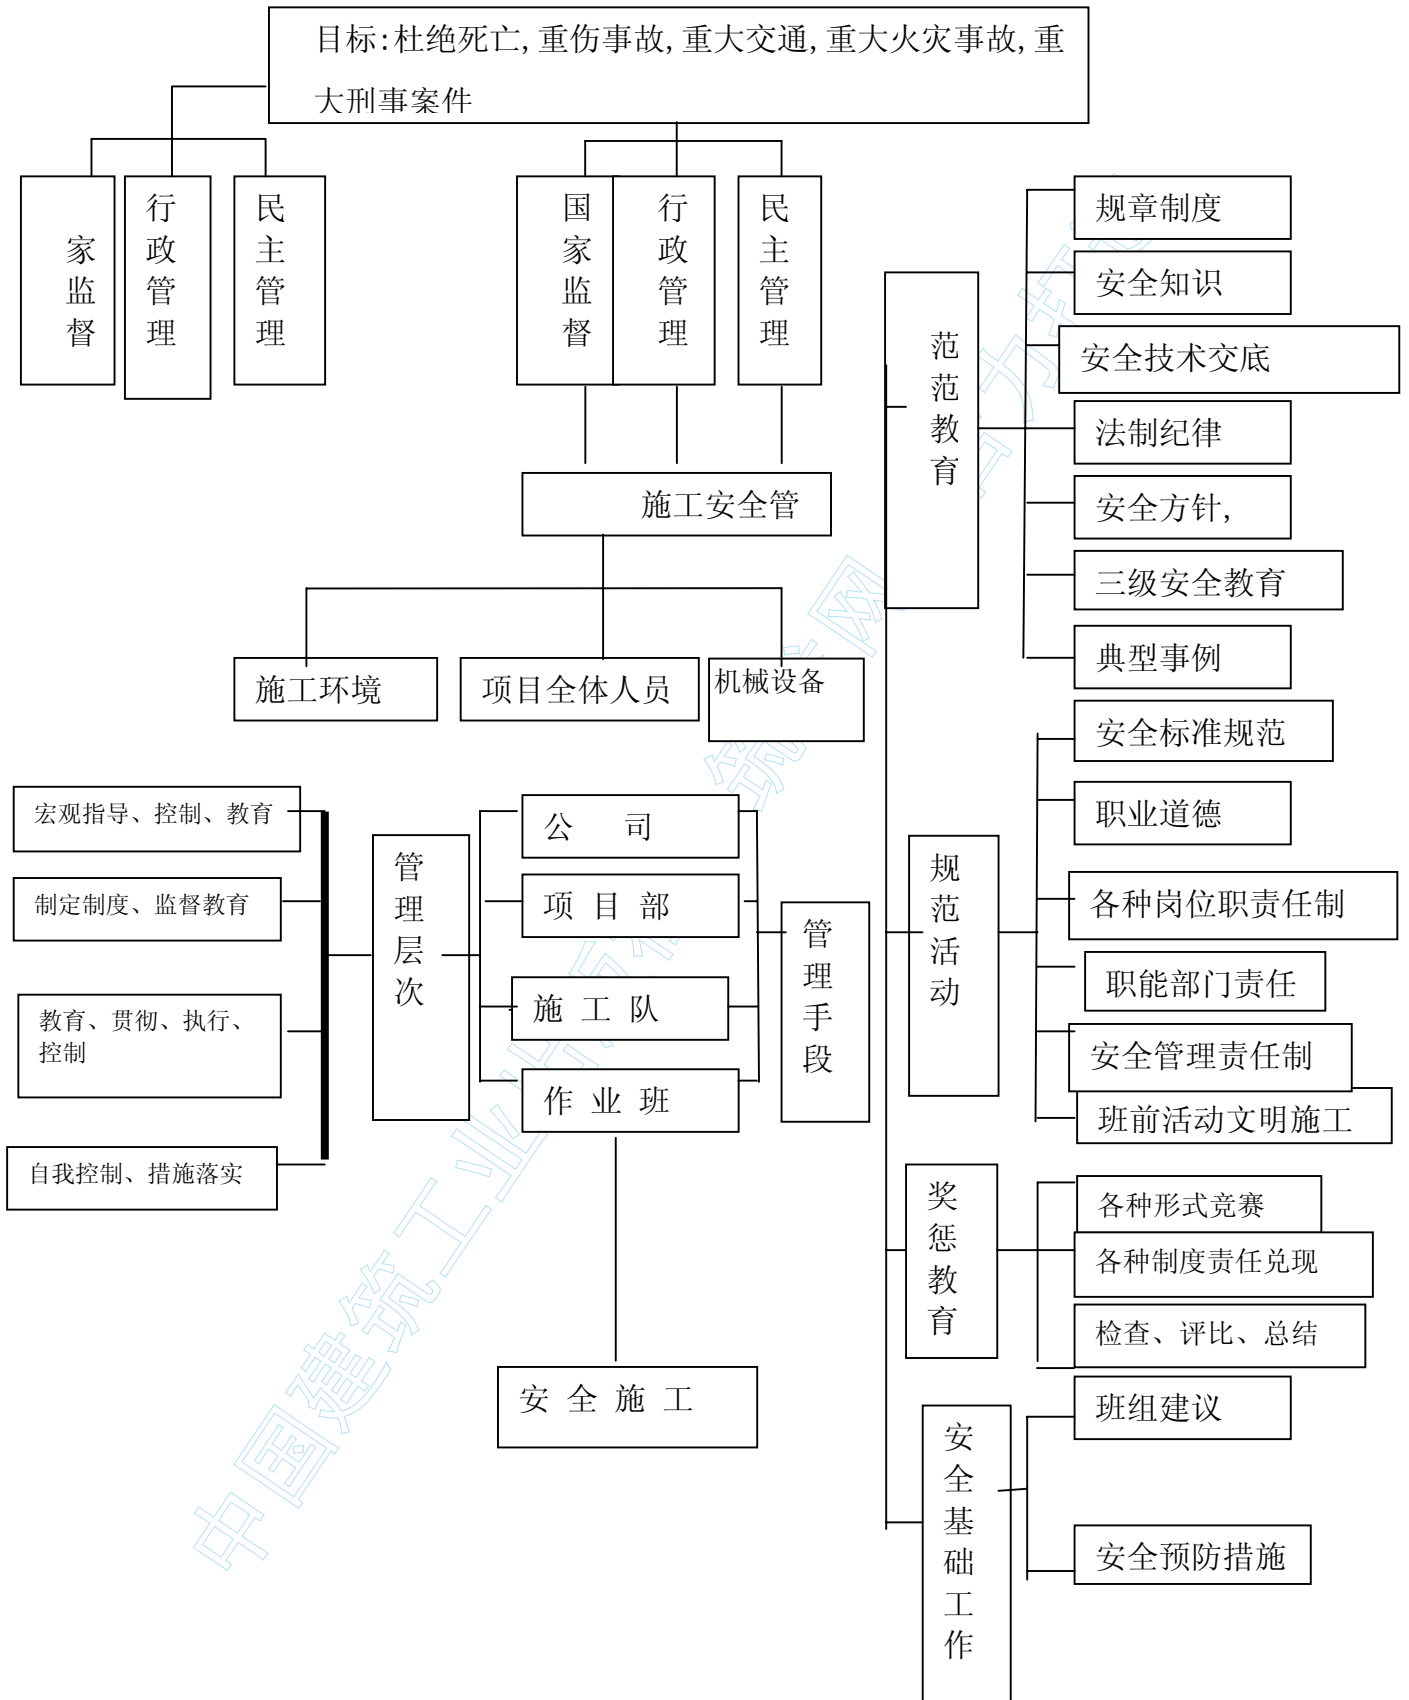 目标:杜绝死亡,重伤事故,重大交通,重大火灾事故,重
大刑事案件
家监督
行政管理
民主管理
国家监督
行政管理
民主管理
施工安全管
施工环境
项目全体人员
机械设备
宏观指导、控制、教育
制定制度、监督教育
教育、贯彻、执行、
控制
自我控制、措施落实
管理层次
公 司
项 目 部
施 工 队
作 业 班
管理手段
安 全 施 工
范范教育
规章制度
安全知识
安全技术交底
法制纪律
安全方针,
三级安全教育
典型事例
规范活动
安全标准规范
职业道德
各种岗位职责任制
职能部门责任
安全管理责任制
班前活动文明施工
奖惩教育
各种形式竞赛
各种制度责任兑现
检查、评比、总结
安全基础工作
班组建议
安全预防措施